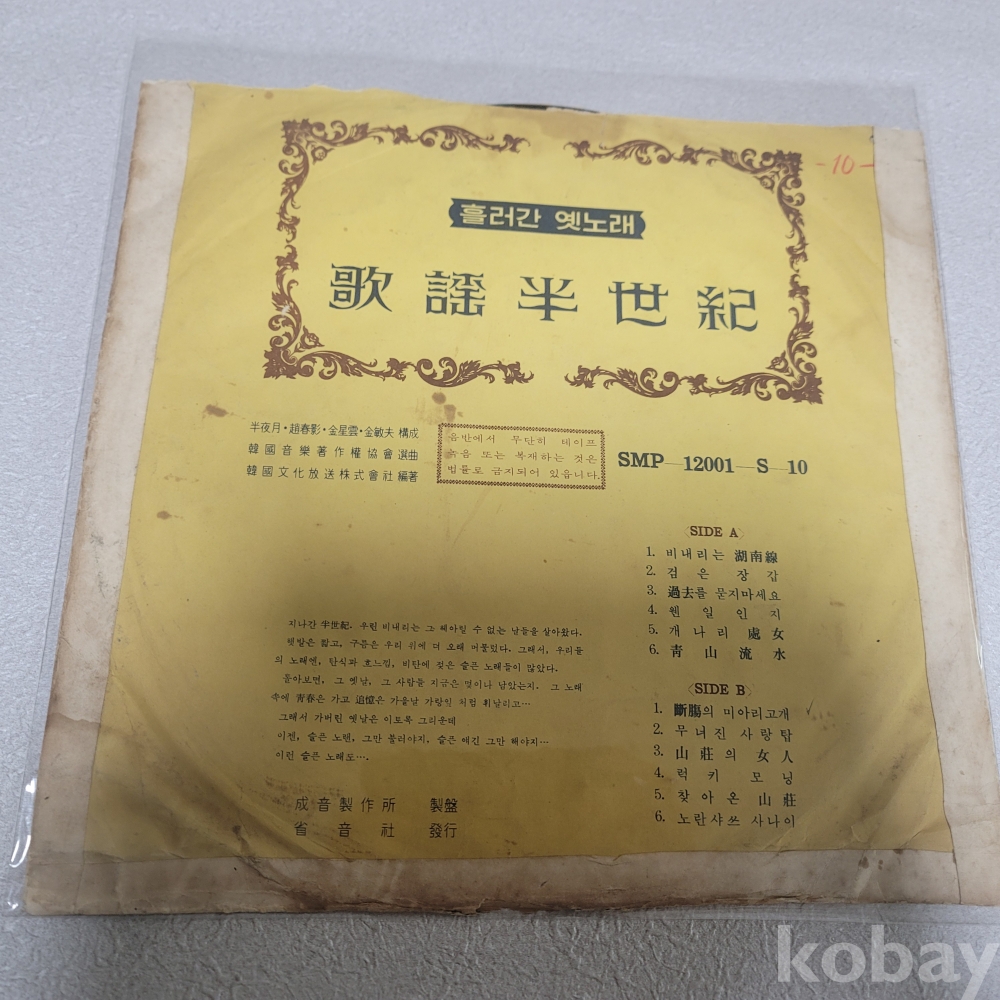 -10-
흘러간 옛노래
歌謠半世紀
半夜月·趙春影·金星雲·金敏夫 構成
韓國音樂著作權協會 選曲
韓國文化放送株式會社 編著
음반에서 무단히 테이프
녹음 또는 복재하는 것은
법률로 금지되어 있읍니다.
SMP—12001—S—10
〈SIDE A〉
1. 비내리는 湖南線
2. 검은 장갑
3. 過去를 묻지마세요
4. 웬일인지
5. 개나리 處女
6. 靑山流水
〈SIDE B〉
1. 斷膓의 미아리고개
2. 무너진 사랑탑
3. 山莊의 女人
4. 럭키 모닝
5. 찾아온 山莊
6. 노란샤쓰 사나이
지나간 半世紀. 우린 비내리는 그 헤아릴 수 없는 날들을 살아왔다.
햇발은 짧고, 구름은 우리 위에 더 오래 머물렀다. 그래서, 우리들
의 노래엔, 탄식과 흐느낌, 비탄에 젖은 슬픈 노래들이 많았다.
돌아보면, 그 옛날, 그 사람들 지금은 몇이나 남았는지. 그 노래
속에 靑春은 가고 追憶은 가을날 가랑잎 처럼 휘날리고…
그래서 가버린 옛날은 이토록 그리운데
이젠, 슬픈 노랜, 그만 불러야지, 슬픈 얘긴 그만 해야지…
이런 슬픈 노래도….
成音製作所 製盤
省音社 發行
kobay